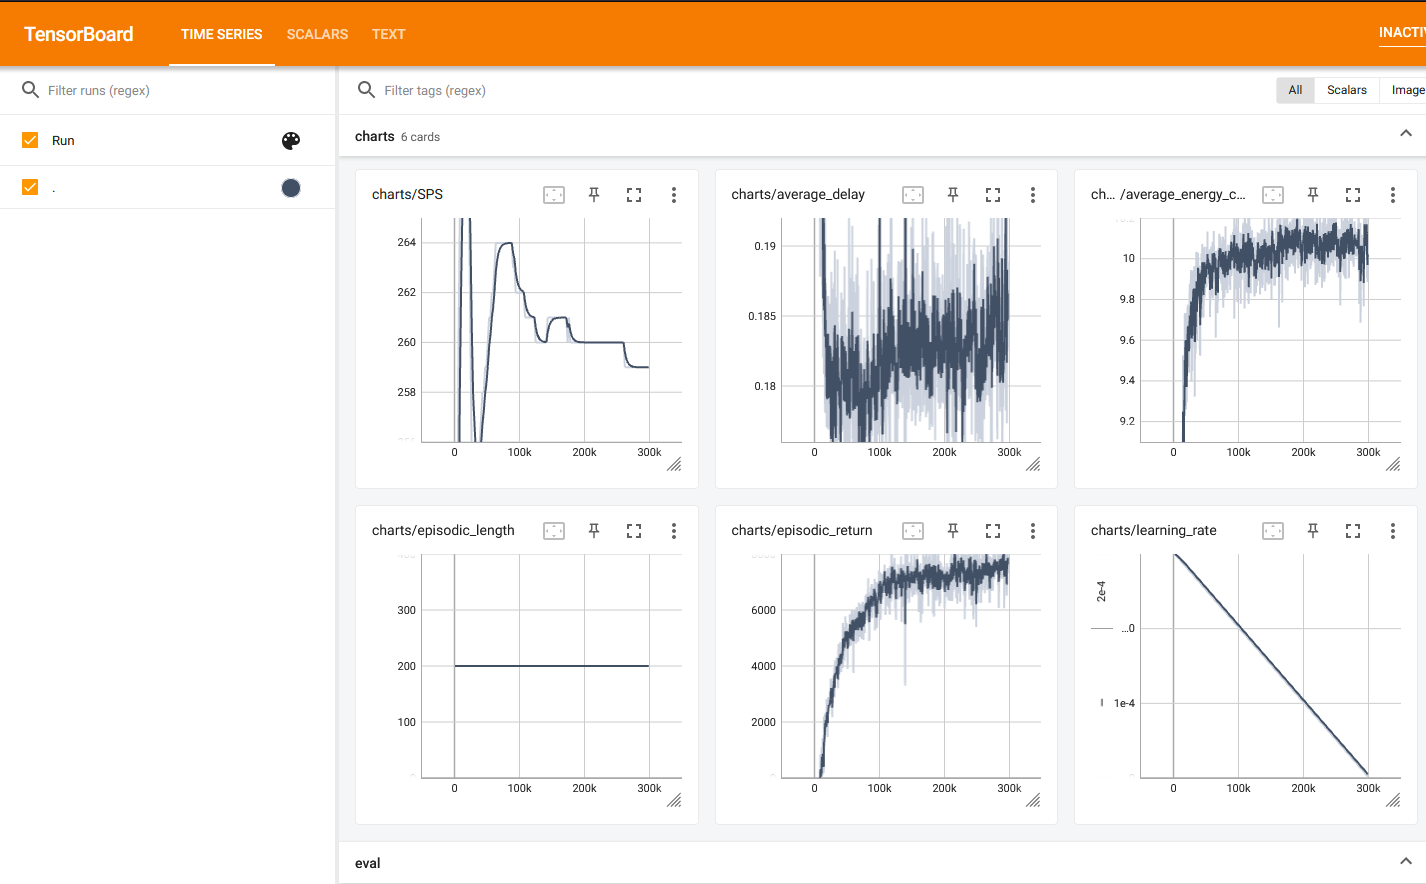 TensorBoard TIME SERIES SCALARS TEXT INACTIV
Filter runs (regex)
Filter tags (regex) All Scalars Image
Run
.
charts 6 cards
charts/SPS
264
262
260
258
0 100k 200k 300k
charts/average_delay
0.19
0.185
0.18
0 100k 200k 300k
ch... /average_energy_c...
10
9.8
9.6
9.4
9.2
0 100k 200k 300k
charts/episodic_length
300
200
100
0 100k 200k 300k
charts/episodic_return
6000
4000
2000
0 100k 200k 300k
charts/learning_rate
2e-4
...0
1e-4
0 100k 200k 300k
eval